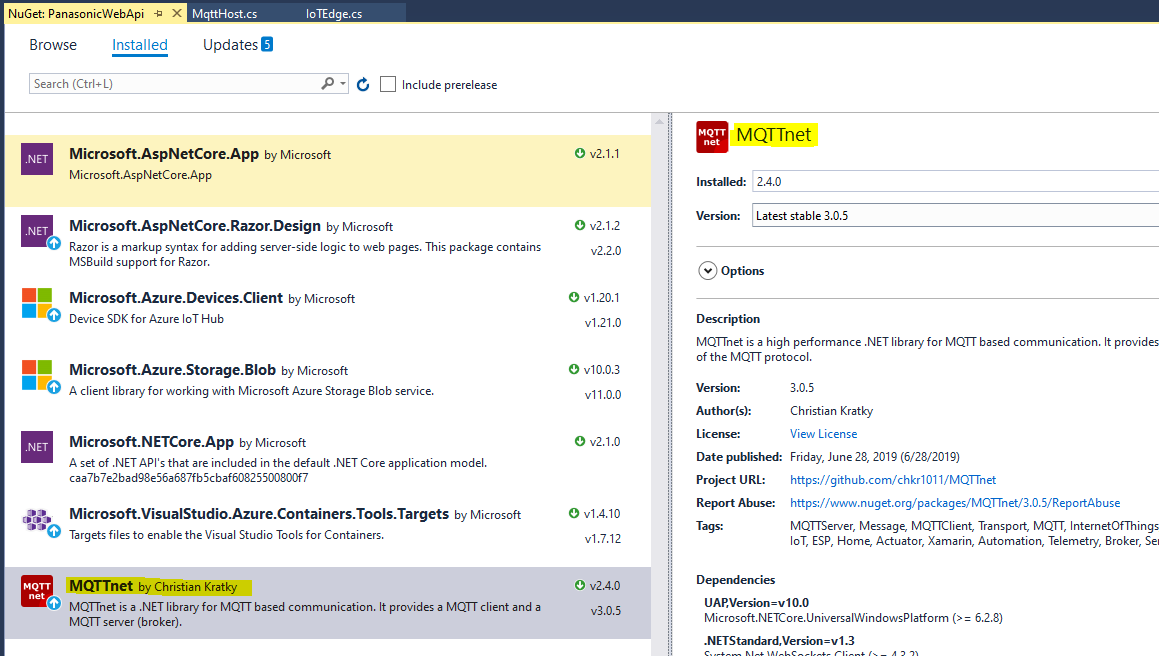 NuGet: PanasonicWebApi
MqttHost.cs
IoTEdge.cs
Browse
Installed
Updates 5
Search (Ctrl+L)
Include prerelease
.NET
Microsoft.AspNetCore.App by Microsoft
v2.1.1
Microsoft.AspNetCore.App
.NET
Microsoft.AspNetCore.Razor.Design by Microsoft
v2.1.2
Razor is a markup syntax for adding server-side logic to web pages. This package contains
v2.2.0
MSBuild support for Razor.
Microsoft.Azure.Devices.Client by Microsoft
v1.20.1
Device SDK for Azure IoT Hub
v1.21.0
Microsoft.Azure.Storage.Blob by Microsoft
v10.0.3
A client library for working with Microsoft Azure Storage Blob service.
v11.0.0
.NET
Microsoft.NETCore.App by Microsoft
v2.1.0
A set of .NET API's that are included in the default .NET Core application model.
caa7b7e2bad98e56a687fb5cbaf60825500800f7
Microsoft.VisualStudio.Azure.Containers.Tools.Targets by Microsoft
v1.4.10
Targets files to enable the Visual Studio Tools for Containers.
v1.7.12
MQTT
net
MQTTnet by Christian Kratky
v2.4.0
MQTTnet is a .NET library for MQTT based communication. It provides a MQTT client and a
v3.0.5
MQTT server (broker).
MQTT
net
MQTTnet
Installed: 2.4.0
Version: Latest stable 3.0.5
Options
Description
MQTTnet is a high performance .NET library for MQTT based communication. It provides
of the MQTT protocol.
Version: 3.0.5
Author(s): Christian Kratky
License: View License
Date published: Friday, June 28, 2019 (6/28/2019)
Project URL: https://github.com/chkr1011/MQTTnet
Report Abuse: https://www.nuget.org/packages/MQTTnet/3.0.5/ReportAbuse
Tags: MQTTServer, Message, MQTTClient, Transport, MQTT, InternetOfThings
IoT, ESP, Home, Actuator, Xamarin, Automation, Telemetry, Broker, Se
Dependencies
UAP,Version=v10.0
Microsoft.NETCore.UniversalWindowsPlatform (>= 6.2.8)
.NETStandard,Version=v1.3
System.Net.WebSockets.Client (>= 4.3.2)